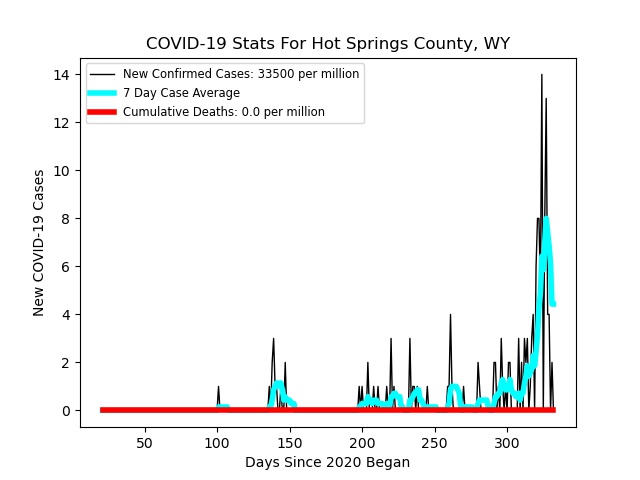 COVID-19 Stats For Hot Springs County, WY
New Confirmed Cases: 33500 per million
7 Day Case Average
Cumulative Deaths: 0.0 per million
New COVID-19 Cases
14
12
10
8
6
4
2
0
50 100 150 200 250 300
Days Since 2020 Began